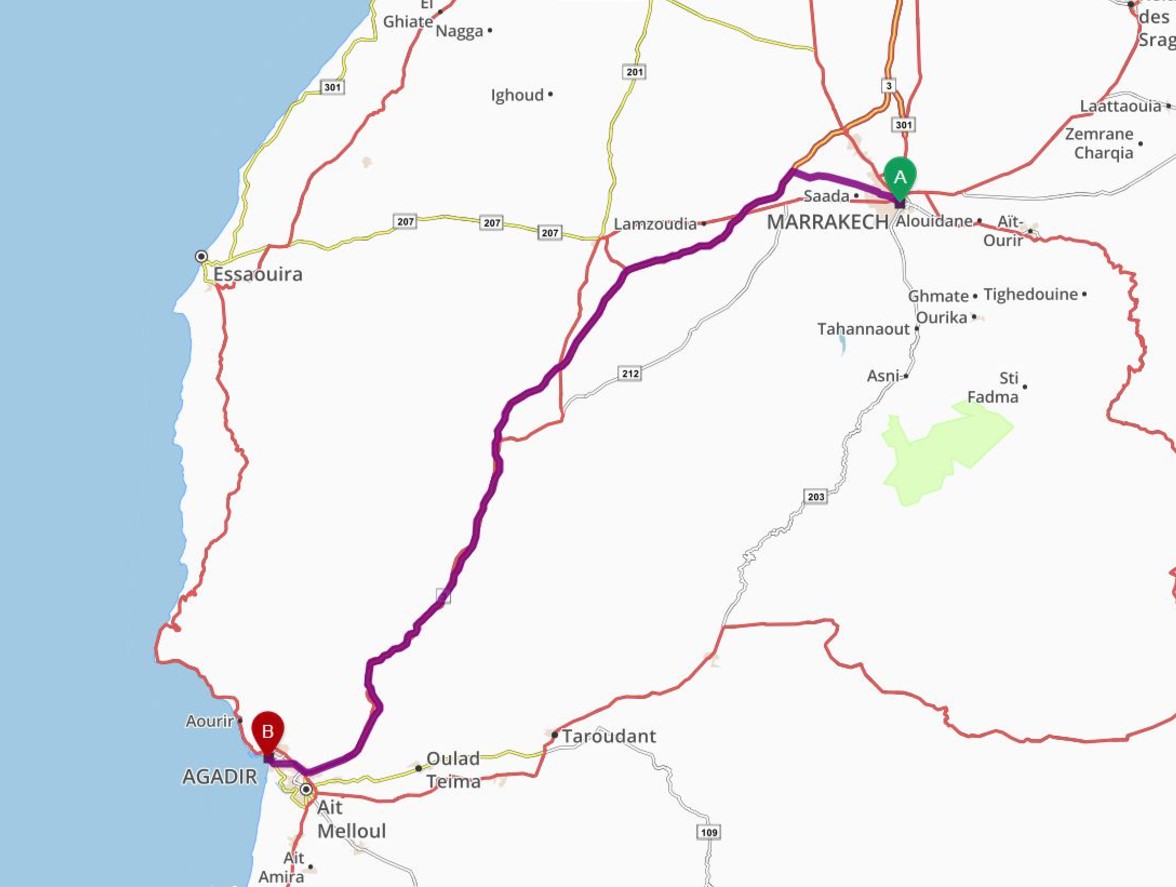 El
Ghiate
Nagga
des
Srag
301
201
Ighoud
3
301
Laattaouia
Zemrane
Charqia
A
Saada
MARRAKECH
Alouidane
Aït-
Ourir
Lamzoudia
207
207
207
Essaouira
Ghmate
Tighedouine
Ourika
Tahannaout
212
Asni
Sti
Fadma
203
Aourir
B
AGADIR
Taroudant
Oulad
Teima
Ait
Melloul
109
Ait
Amira